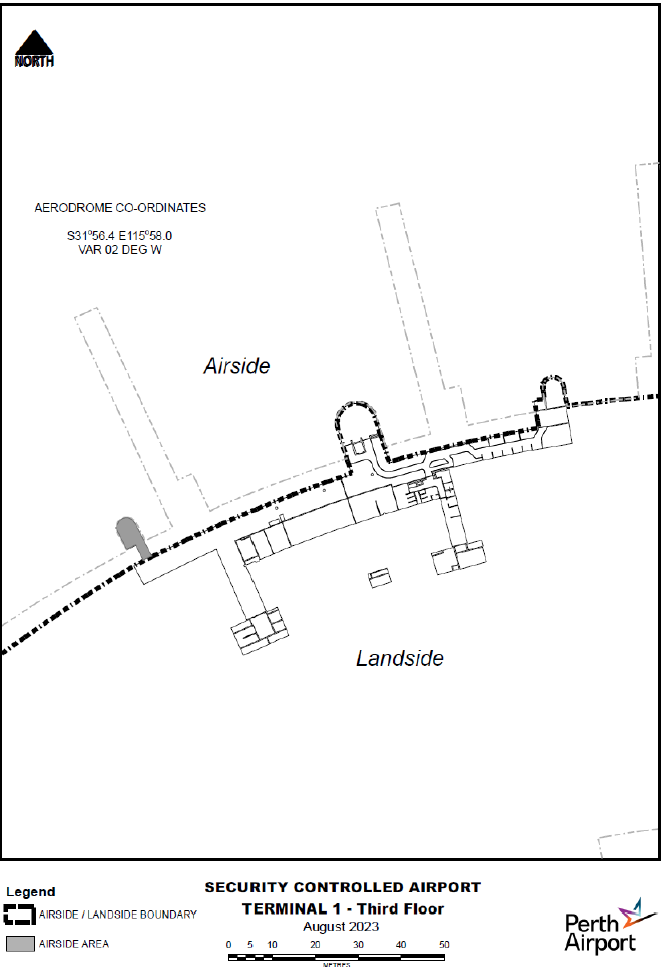 NORTH
AERODROME CO-ORDINATES
S31°56.4 E115°58.0
VAR 02 DEG W
Airside
Landside
Legend
AIRSIDE / LANDSIDE BOUNDARY
AIRSIDE AREA
SECURITY CONTROLLED AIRPORT
TERMINAL 1 - Third Floor
August 2023
0 5 10 20 30 40 50
METRES
Perth
Airport